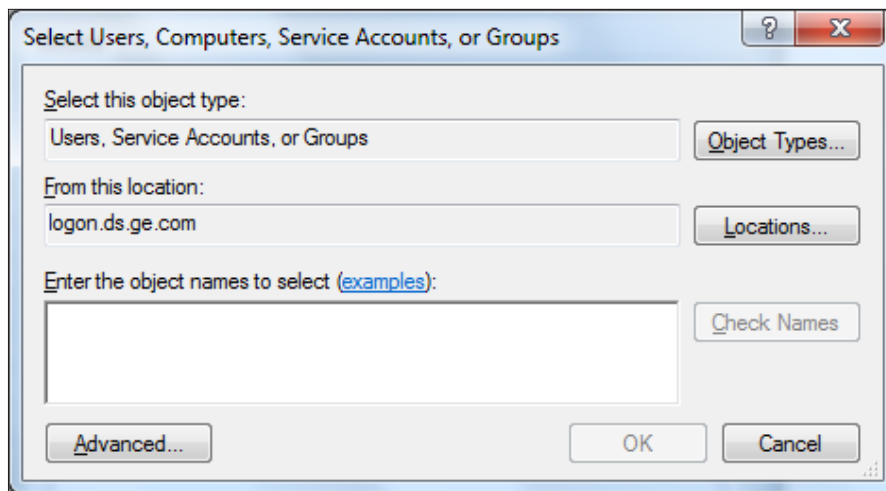 Select Users, Computers, Service Accounts, or Groups
Select this object type:
Users, Service Accounts, or Groups
Object Types...
From this location:
logon.ds.ge.com
Locations...
Enter the object names to select (examples):
Check Names
Advanced...
OK
Cancel